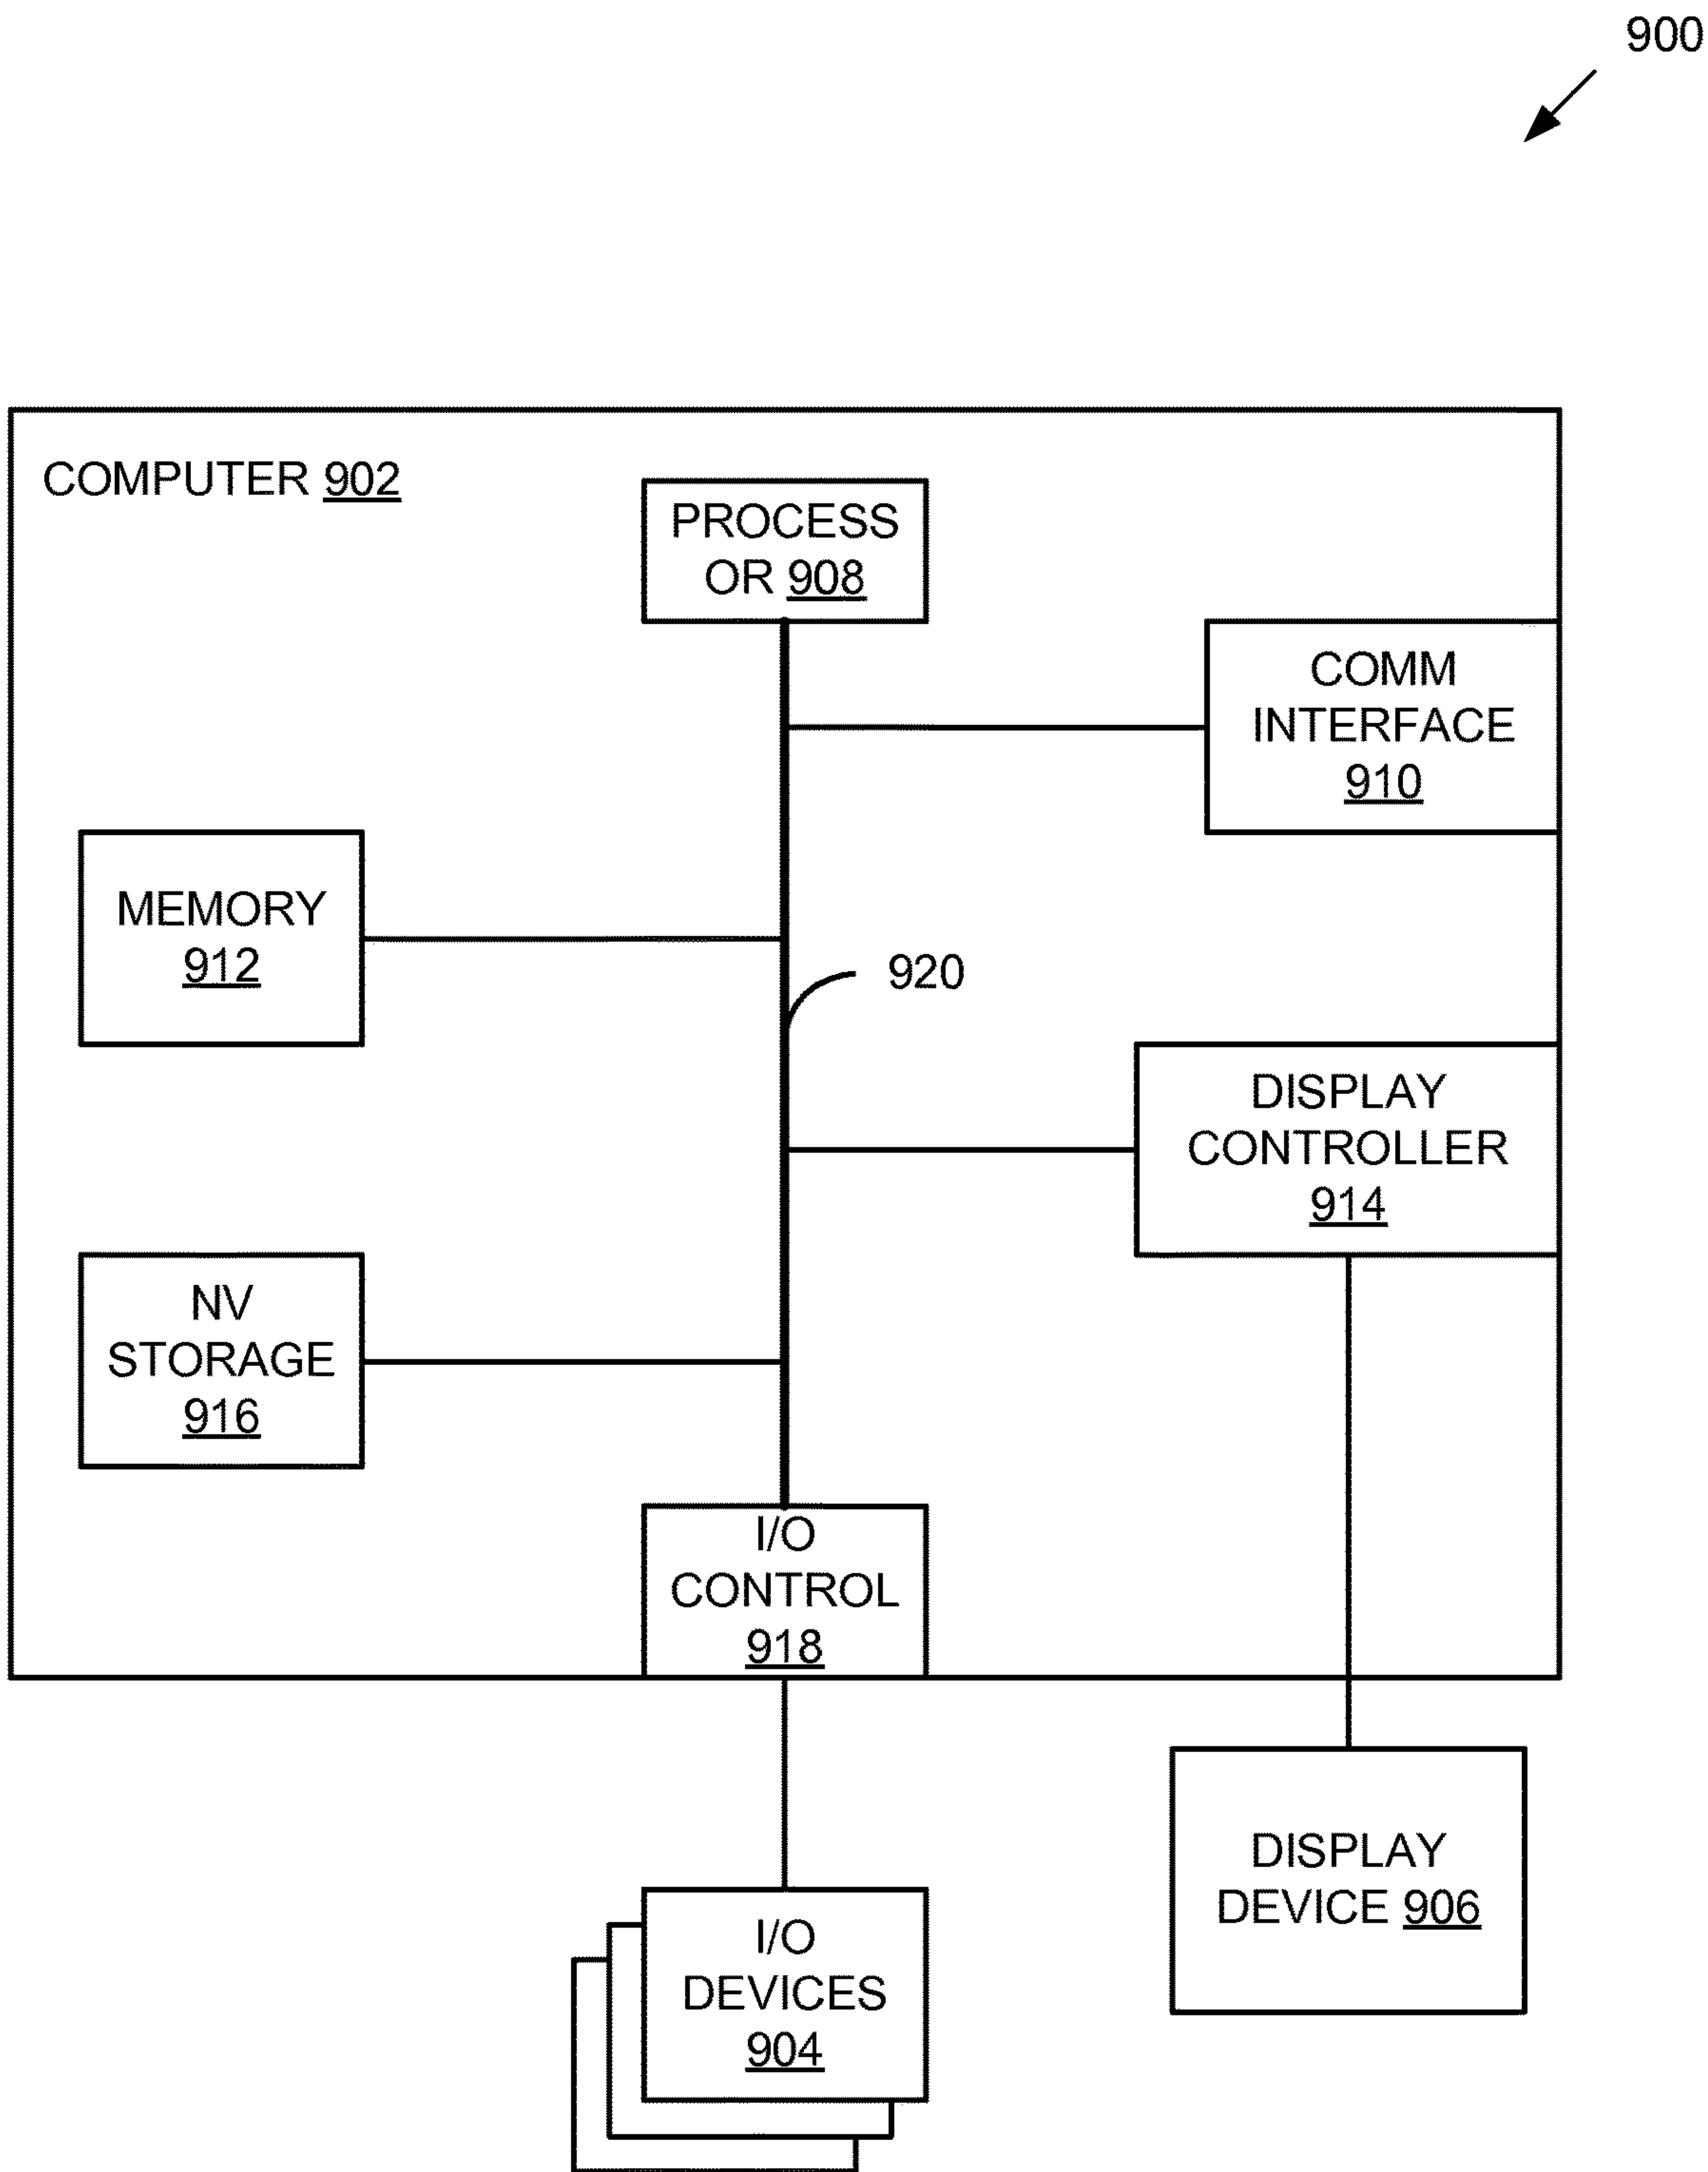 900
COMPUTER 902
PROCESS
OR 908
COMM
INTERFACE
910
MEMORY
912
920
DISPLAY
CONTROLLER
914
NV
STORAGE
916
I/O
CONTROL
918
DISPLAY
DEVICE 906
I/O
DEVICES
904